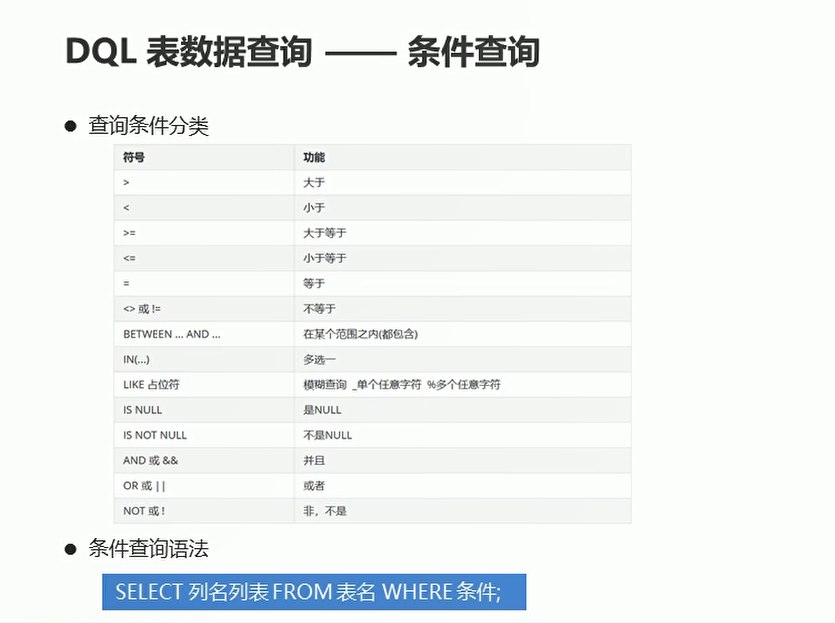 DQL 表数据查询 —— 条件查询
● 查询条件分类
符号 功能
> 大于
< 小于
>= 大于等于
<= 小于等于
= 等于
<> 或 != 不等于
BETWEEN ... AND ... 在某个范围之内(都包含)
IN(...) 多选一
LIKE 占位符 模糊查询 _单个任意字符 %多个任意字符
IS NULL 是NULL
IS NOT NULL 不是NULL
AND 或 && 并且
OR 或 || 或者
NOT 或 ! 非，不是
● 条件查询语法
SELECT 列名列表 FROM 表名 WHERE 条件;